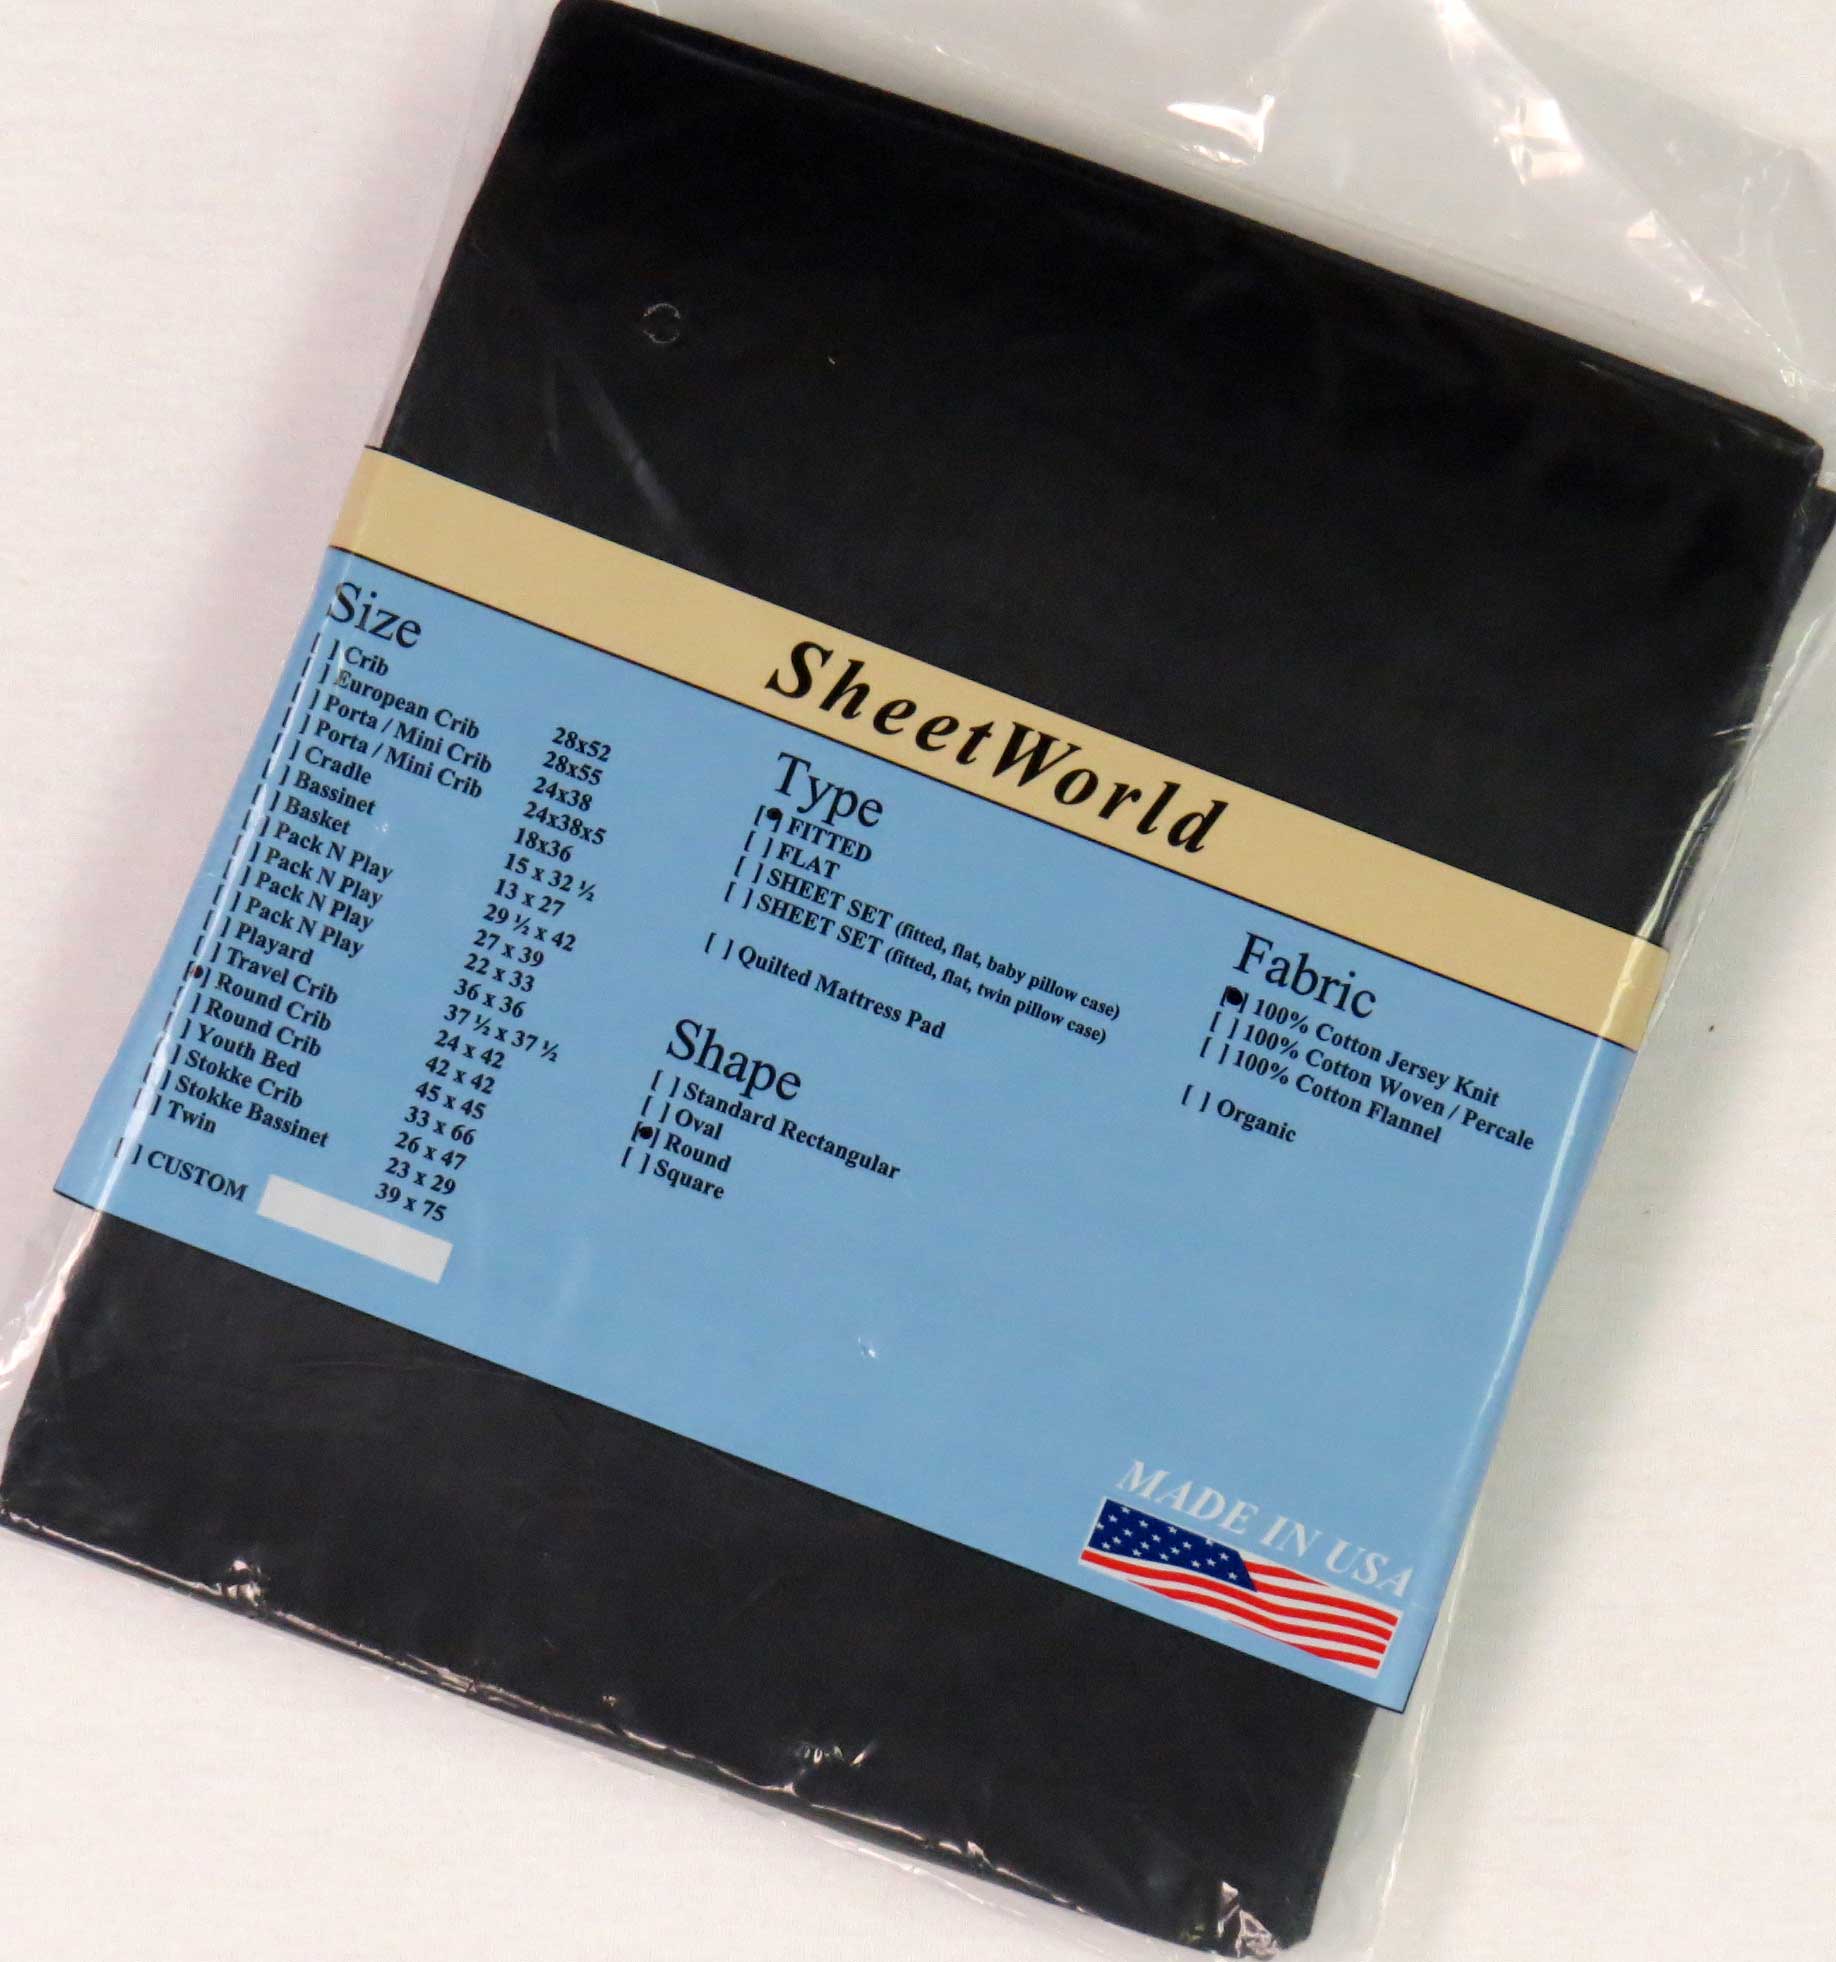 SheetWorld
Size
[ ] Crib 28x52
[ ] European Crib 28x55
[ ] Porta / Mini Crib 24x38
[ ] Porta / Mini Crib 24x38x5
[ ] Cradle 18x36
[ ] Bassinet 15 x 32 ½
[ ] Basket 13 x 27
[ ] Pack N Play 29 ½ x 42
[ ] Pack N Play 27 x 39
[ ] Pack N Play 22 x 33
[ ] Pack N Play 36 x 36
[ ] Playard 37 ½ x 37 ½
[ ] Travel Crib 24 x 42
[●] Round Crib 42 x 42
[ ] Round Crib 45 x 45
[ ] Youth Bed 33 x 66
[ ] Stokke Crib 26 x 47
[ ] Stokke Bassinet 23 x 29
[ ] Twin 39 x 75
[ ] CUSTOM
Type
[●] FITTED
[ ] FLAT
[ ] SHEET SET (fitted, flat, baby pillow case)
[ ] SHEET SET (fitted, flat, twin pillow case)
[ ] Quilted Mattress Pad
Shape
[ ] Standard Rectangular
[ ] Oval
[●] Round
[ ] Square
Fabric
[●] 100% Cotton Jersey Knit
[ ] 100% Cotton Woven / Percale
[ ] 100% Cotton Flannel
[ ] Organic
MADE IN USA